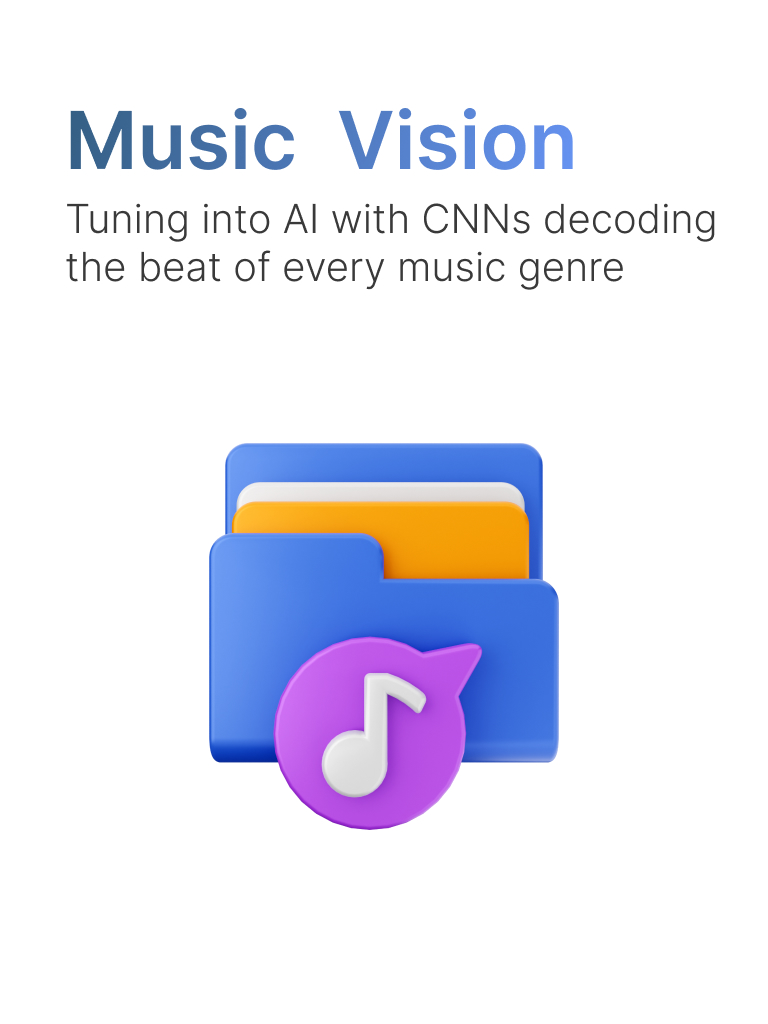 Music Vision
Tuning into AI with CNNs decoding
the beat of every music genre